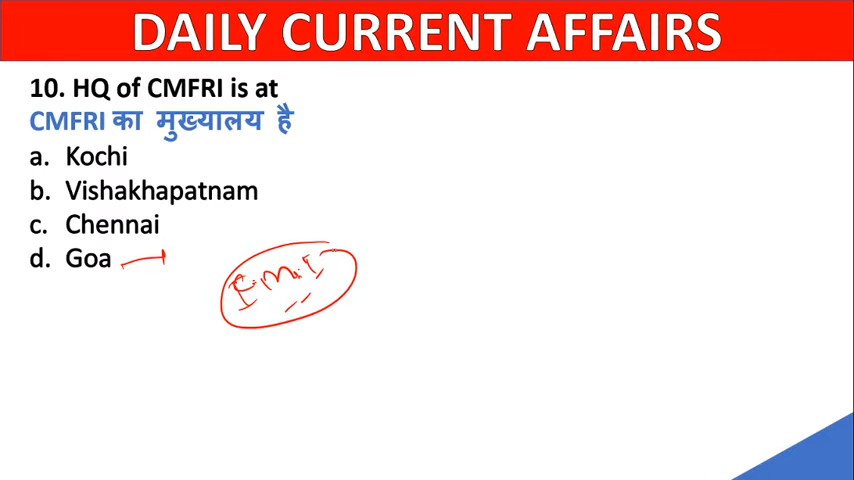 DAILY CURRENT AFFAIRS
10. HQ of CMFRI is at
CMFRI का मुख्यालय है
a. Kochi
b. Vishakhapatnam
c. Chennai
d. Goa